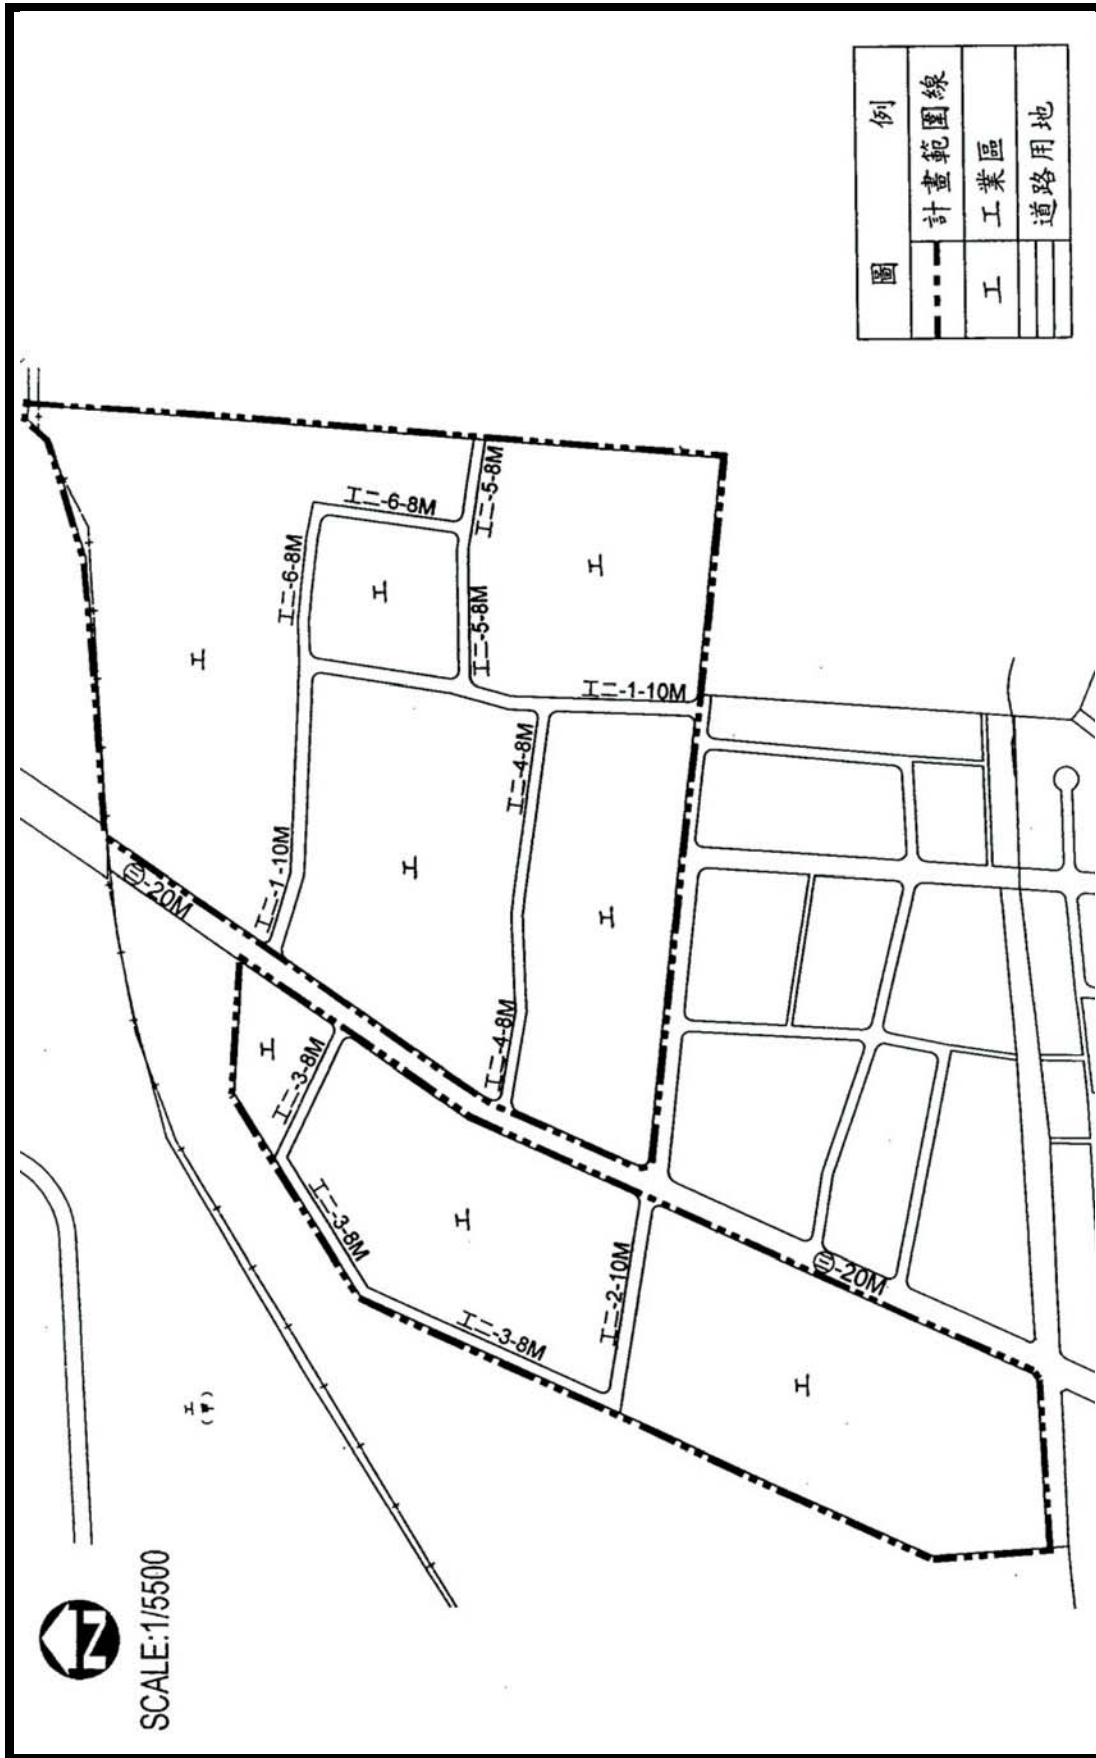 圖 例
計畫範圍線
工 工業區
道路用地
工二-6-8M
工二-5-8M
工二-6-8M
工
工
工二-5-8M
工
工二-1-10M
工二-4-8M
工二-1-10M
工
㊂-20M
工
工二-4-8M
工
工二-3-8M
工二-3-8M
工
工二-2-10M
㊂-20M
工二-3-8M
工
工
(甲)
N
SCALE:1/5500